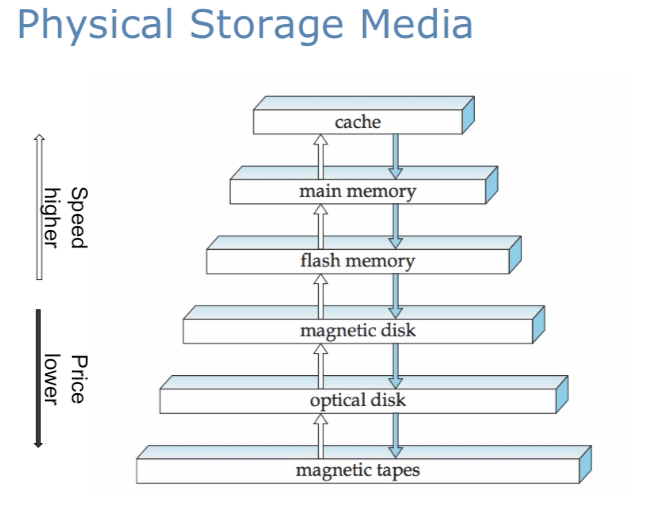 Physical Storage Media
cache
main memory
flash memory
magnetic disk
optical disk
magnetic tapes
Speed
higher
Price
lower